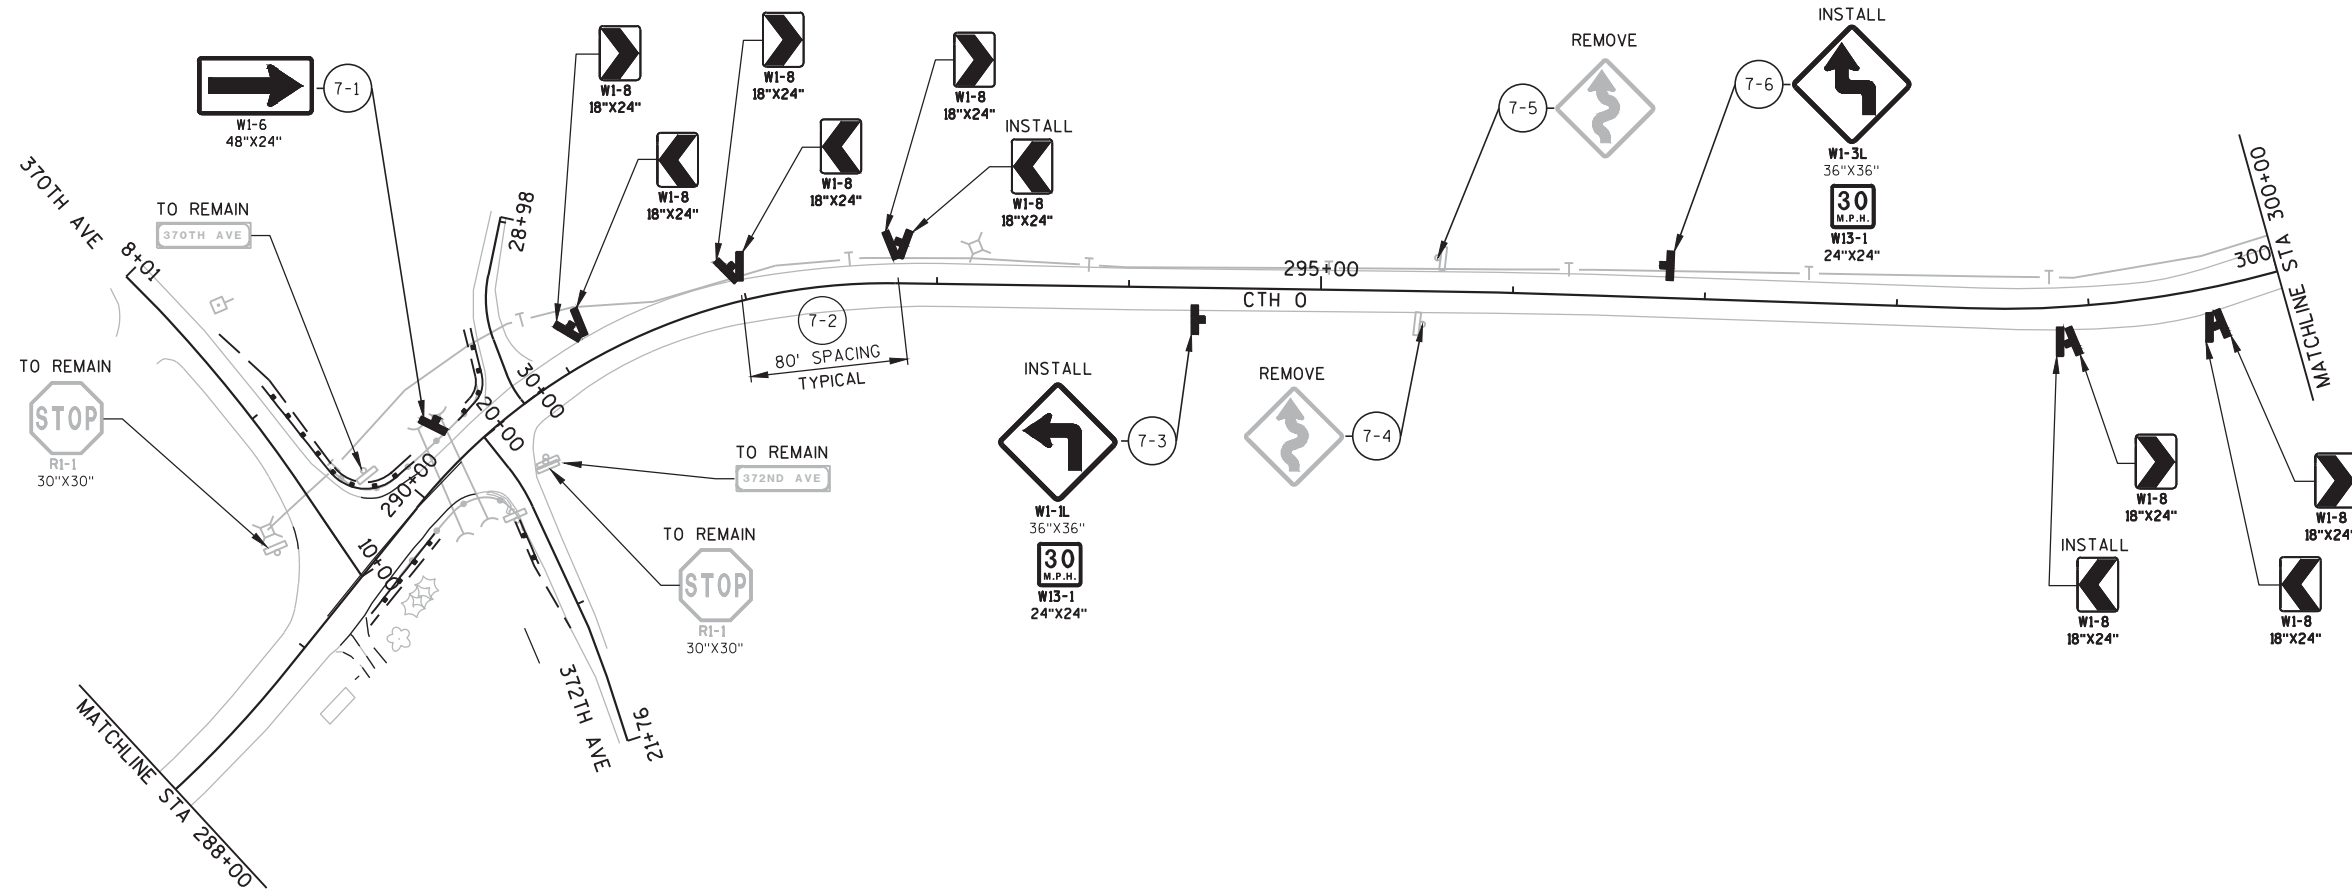 INSTALL
REMOVE
W1-8
18"X24"
W1-8
18"X24"
W1-8
18"X24"
7-1
W1-6
48"X24"
7-5
7-6
INSTALL
W1-8
18"X24"
W1-8
18"X24"
W1-8
18"X24"
W1-3L
36"X36"
30
M.P.H.
W13-1
24"X24"
370TH AVE
8+01
TO REMAIN
370TH AVE
28+98
MATCHLINE STA 300+00
300
295+00
CTH O
7-2
80' SPACING
TYPICAL
TO REMAIN
STOP
R1-1
30"X30"
30+00
20+00
290+00
10+00
INSTALL
7-3
W1-1L
36"X36"
30
M.P.H.
W13-1
24"X24"
REMOVE
7-4
TO REMAIN
372ND AVE
TO REMAIN
STOP
R1-1
30"X30"
W1-8
18"X24"
W1-8
18"X24"
INSTALL
W1-8
18"X24"
W1-8
18"X24"
372TH AVE
21+76
MATCHLINE STA 288+00